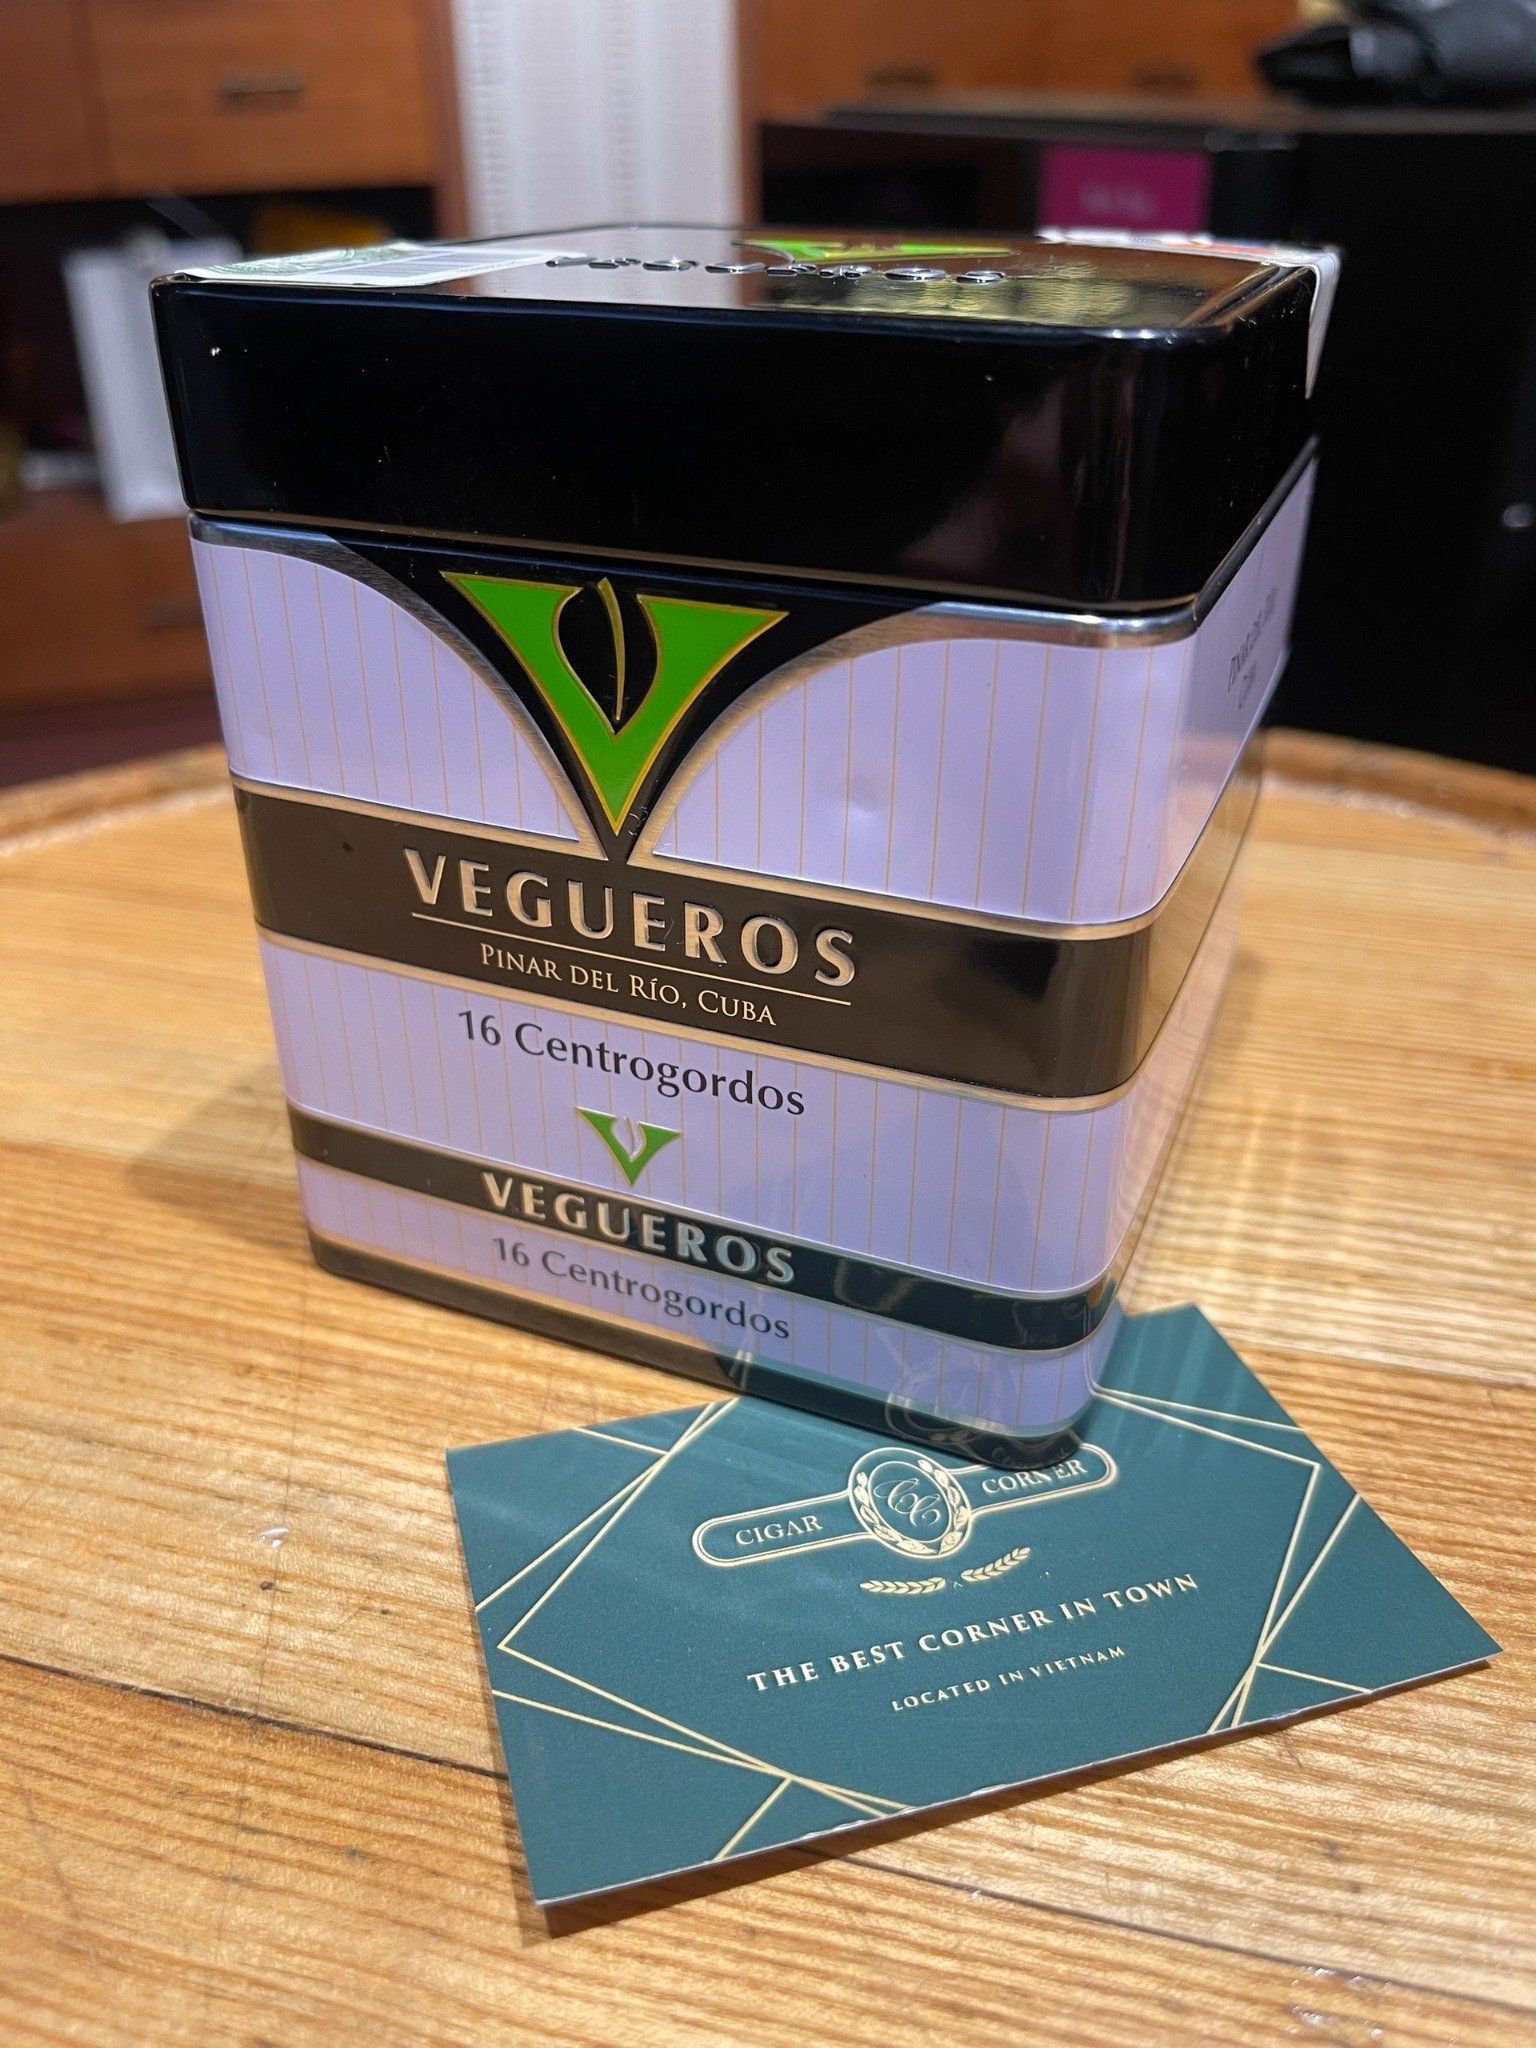 VEGUEROS
PINAR DEL RÍO, CUBA
16 Centrogordos
VEGUEROS
16 Centrogordos
CIGAR CC CORNER
THE BEST CORNER IN TOWN
LOCATED IN VIETNAM